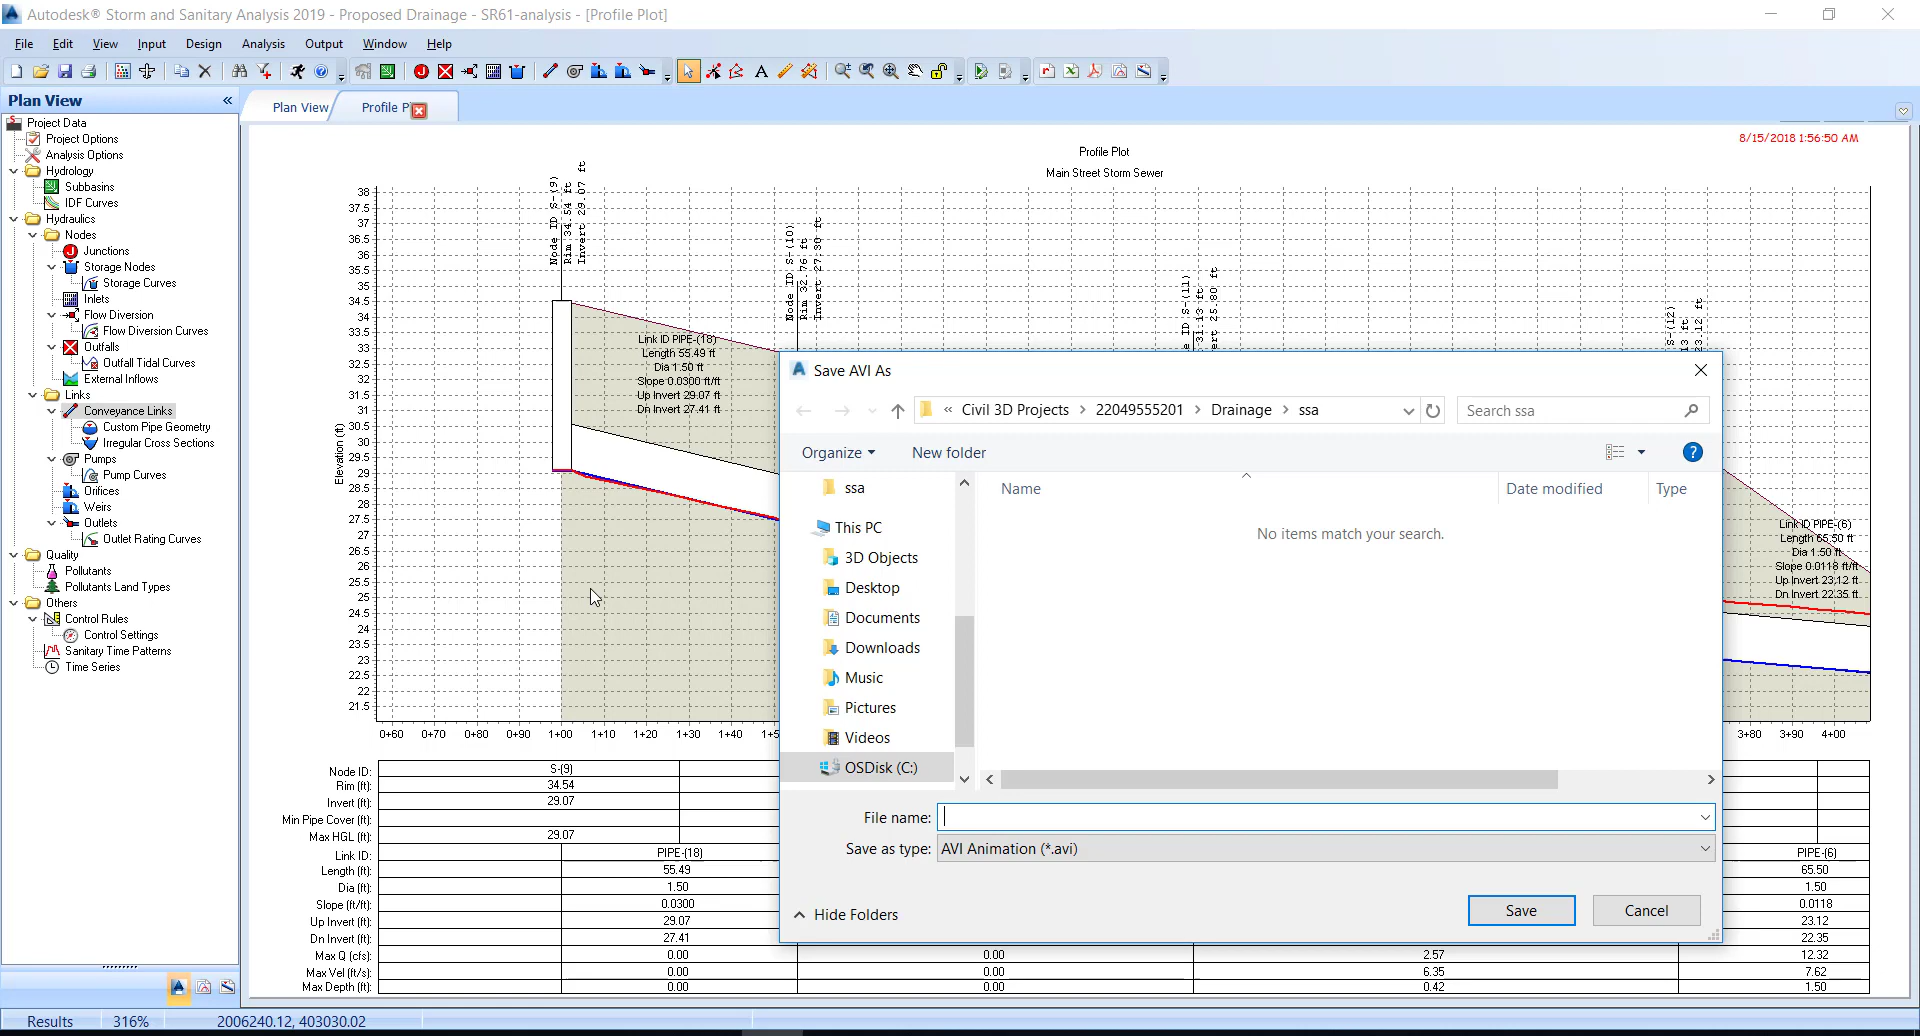 Autodesk® Storm and Sanitary Analysis 2019 - Proposed Drainage - SR61-analysis - [Profile Plot]
File Edit View Input Design Analysis Output Window Help
Plan View «
Plan View Profile P
Project Data
Project Options
Analysis Options
Hydrology
Subbasins
IDF Curves
Hydraulics
Nodes
Junctions
Storage Nodes
Storage Curves
Inlets
Flow Diversion
Flow Diversion Curves
Outfalls
Outfall Tidal Curves
External Inflows
Links
Conveyance Links
Custom Pipe Geometry
Irregular Cross Sections
Pumps
Pump Curves
Orifices
Weirs
Outlets
Outlet Rating Curves
Quality
Pollutants
Pollutants Land Types
Others
Control Rules
Control Settings
Sanitary Time Patterns
Time Series
8/15/2018 1:56:50 AM
Profile Plot
Main Street Storm Sewer
Elevation (ft)
38
37.5
37
36.5
36
35.5
35
34.5
34
33.5
33
32.5
32
31.5
31
30.5
30
29.5
29
28.5
28
27.5
27
26.5
26
25.5
25
24.5
24
23.5
23
22.5
22
21.5
Node ID S-(9)
Rim 34.54 ft
Invert 29.07 ft
Node ID S-(10)
Rim 32.76 ft
Invert 27.30 ft
e ID S-(11)
31.13 ft
ert 25.80 ft
S-(12)
13 ft
23.12 ft
Link ID PIPE-(18)
Length 55.49 ft
Dia 1.50 ft
Slope 0.0300 ft/ft
Up Invert 29.07 ft
Dn Invert 27.41 ft
Link ID PIPE-(6)
Length 65.50 ft
Dia 1.50 ft
Slope 0.0118 ft/ft
Up Invert 23.12 ft
Dn Invert 22.35 ft
0+60 0+70 0+80 0+90 1+00 1+10 1+20 1+30 1+40 1+5 3+80 3+90 4+00
Save AVI As
« Civil 3D Projects > 22049555201 > Drainage > ssa
Search ssa
Organize New folder
ssa
This PC
3D Objects
Desktop
Documents
Downloads
Music
Pictures
Videos
OSDisk (C:)
Name Date modified Type
No items match your search.
File name:
Save as type: AVI Animation (*.avi)
Hide Folders
Save Cancel
Node ID: S-(9)
Rim (ft): 34.54
Invert (ft): 29.07
Min Pipe Cover (ft):
Max HGL (ft): 29.07
Link ID: PIPE-(18) PIPE-(6)
Length (ft): 55.49 65.50
Dia (ft): 1.50 1.50
Slope (ft/ft): 0.0300 0.0118
Up Invert (ft): 29.07 23.12
Dn Invert (ft): 27.41 22.35
Max Q (cfs): 0.00 0.00 2.57 12.32
Max Vel (ft/s): 0.00 0.00 6.35 7.62
Max Depth (ft): 0.00 0.00 0.42 1.50
Results 316% 2006240.12, 403030.02